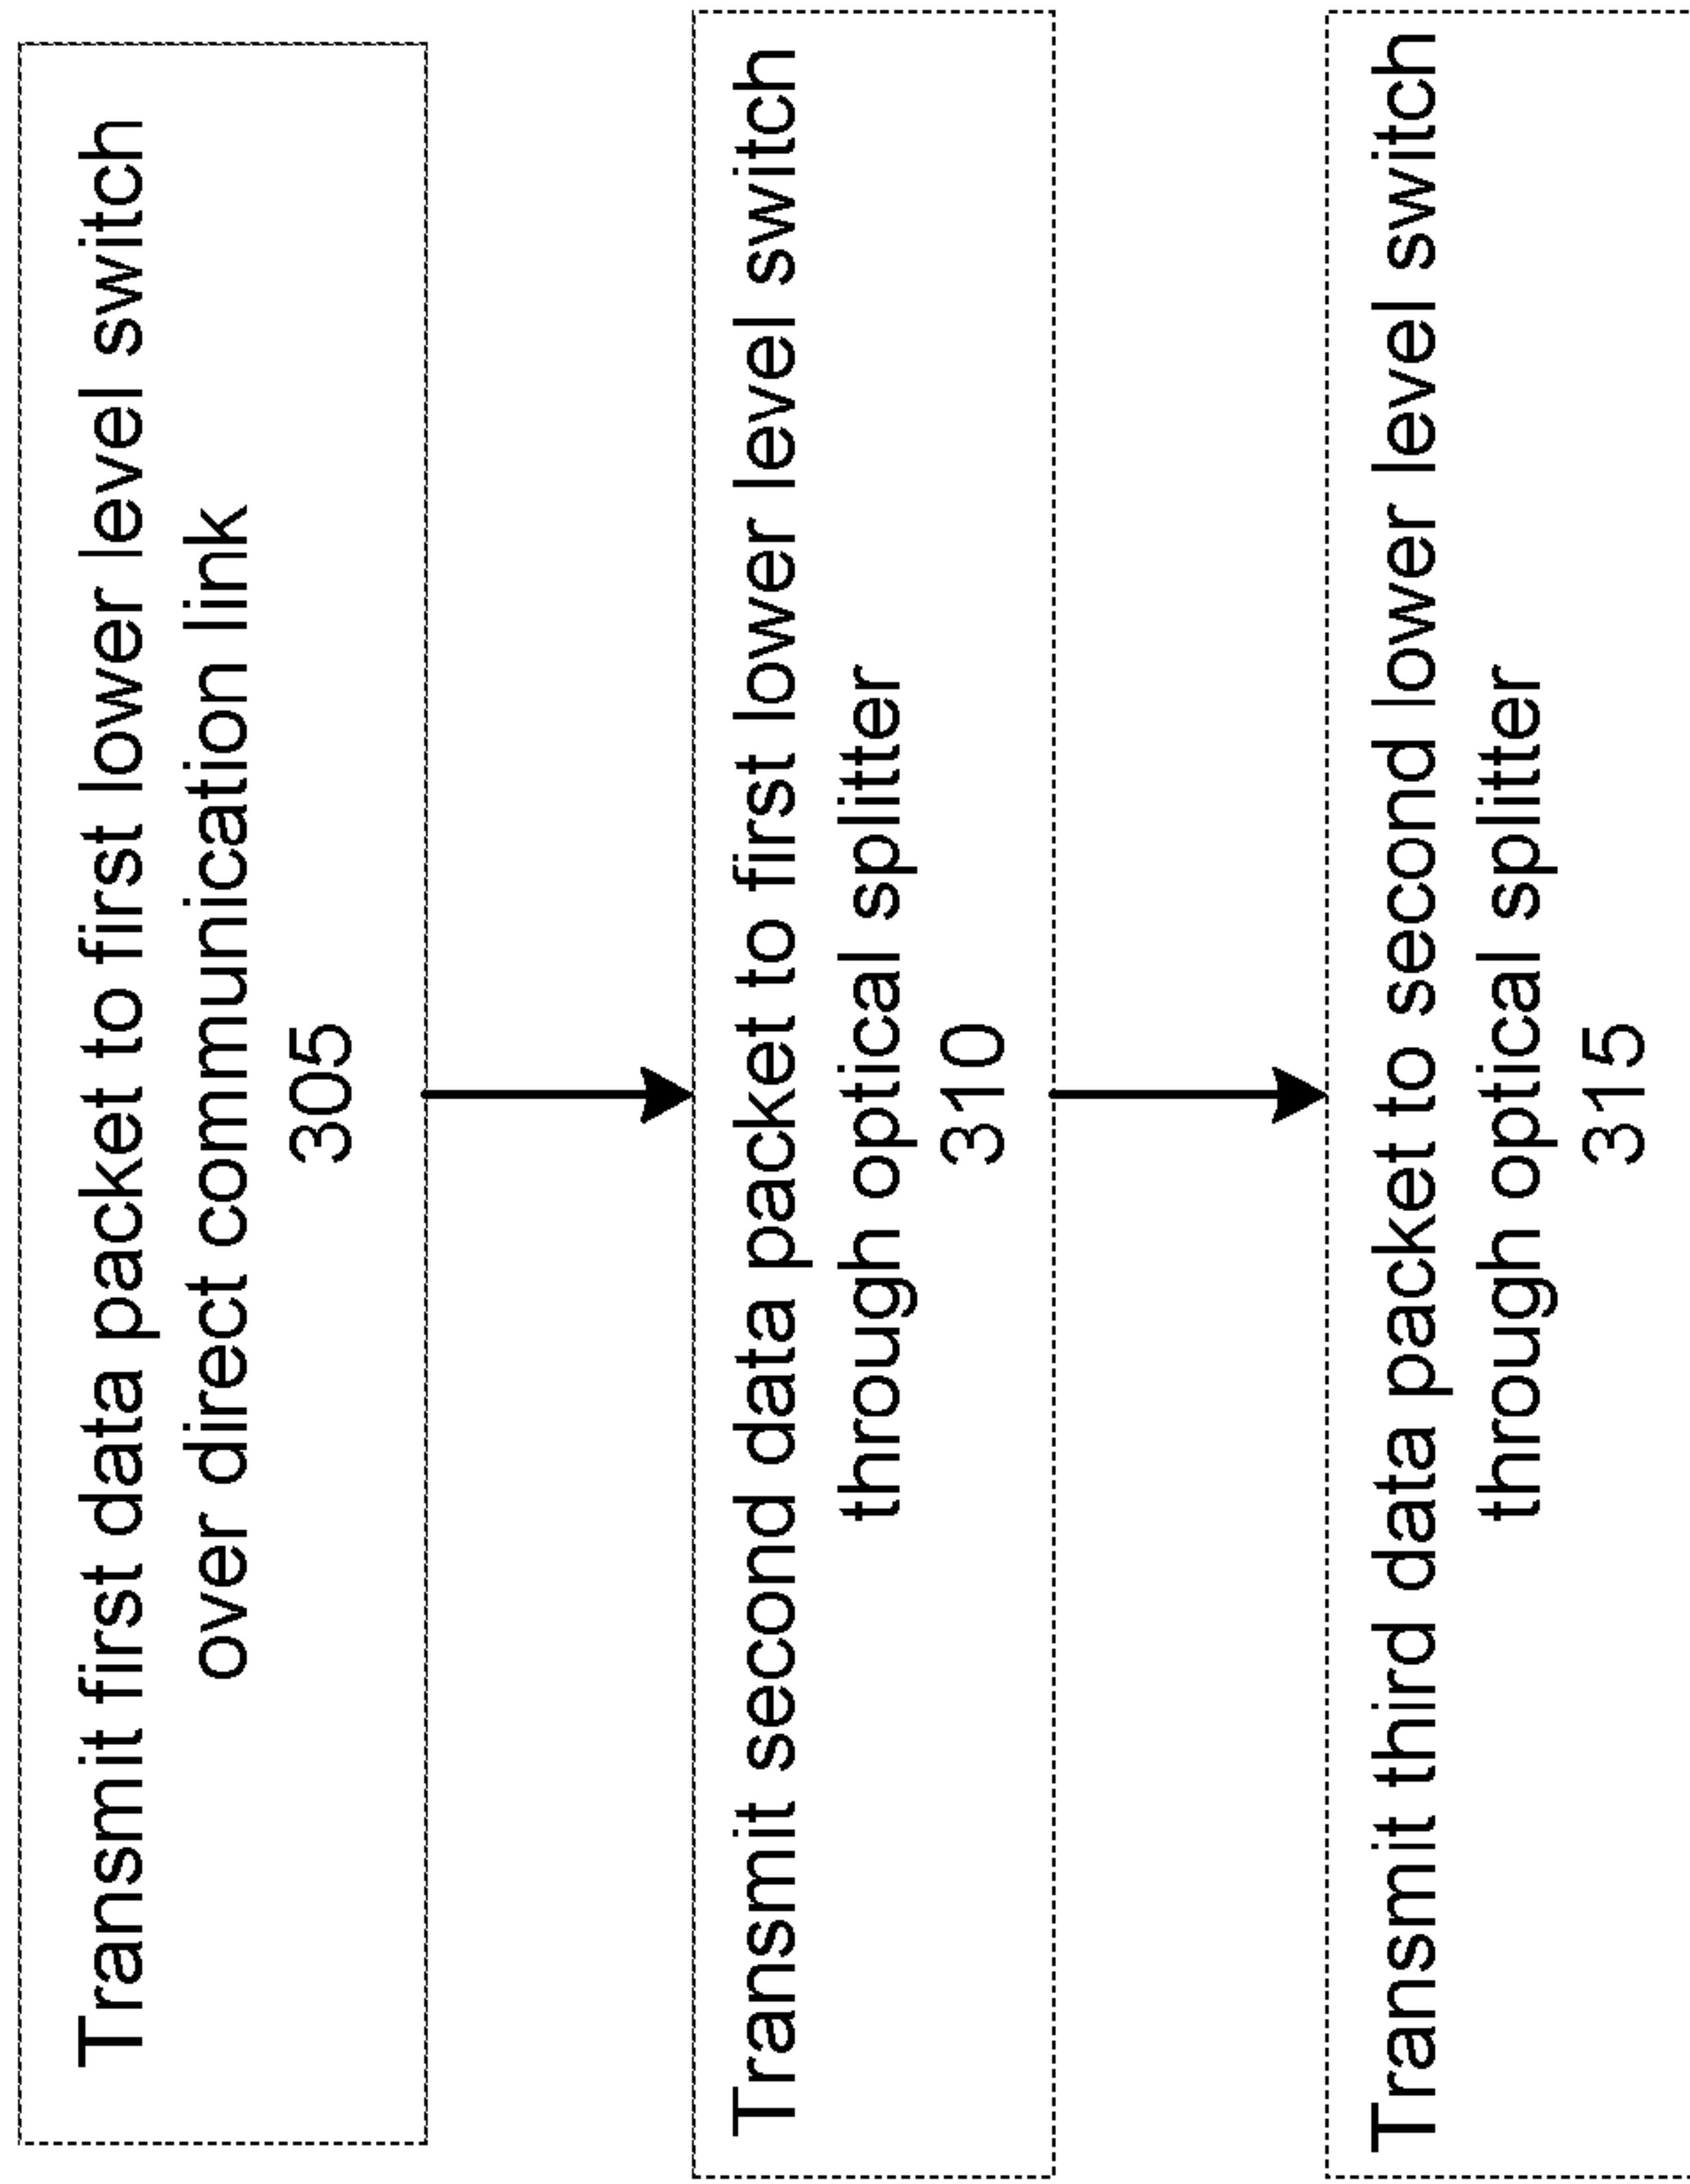 Transmit first data packet to first lower level switch
over direct communication link
305
Transmit second data packet to first lower level switch
through optical splitter
310
Transmit third data packet to second lower level switch
through optical splitter
315